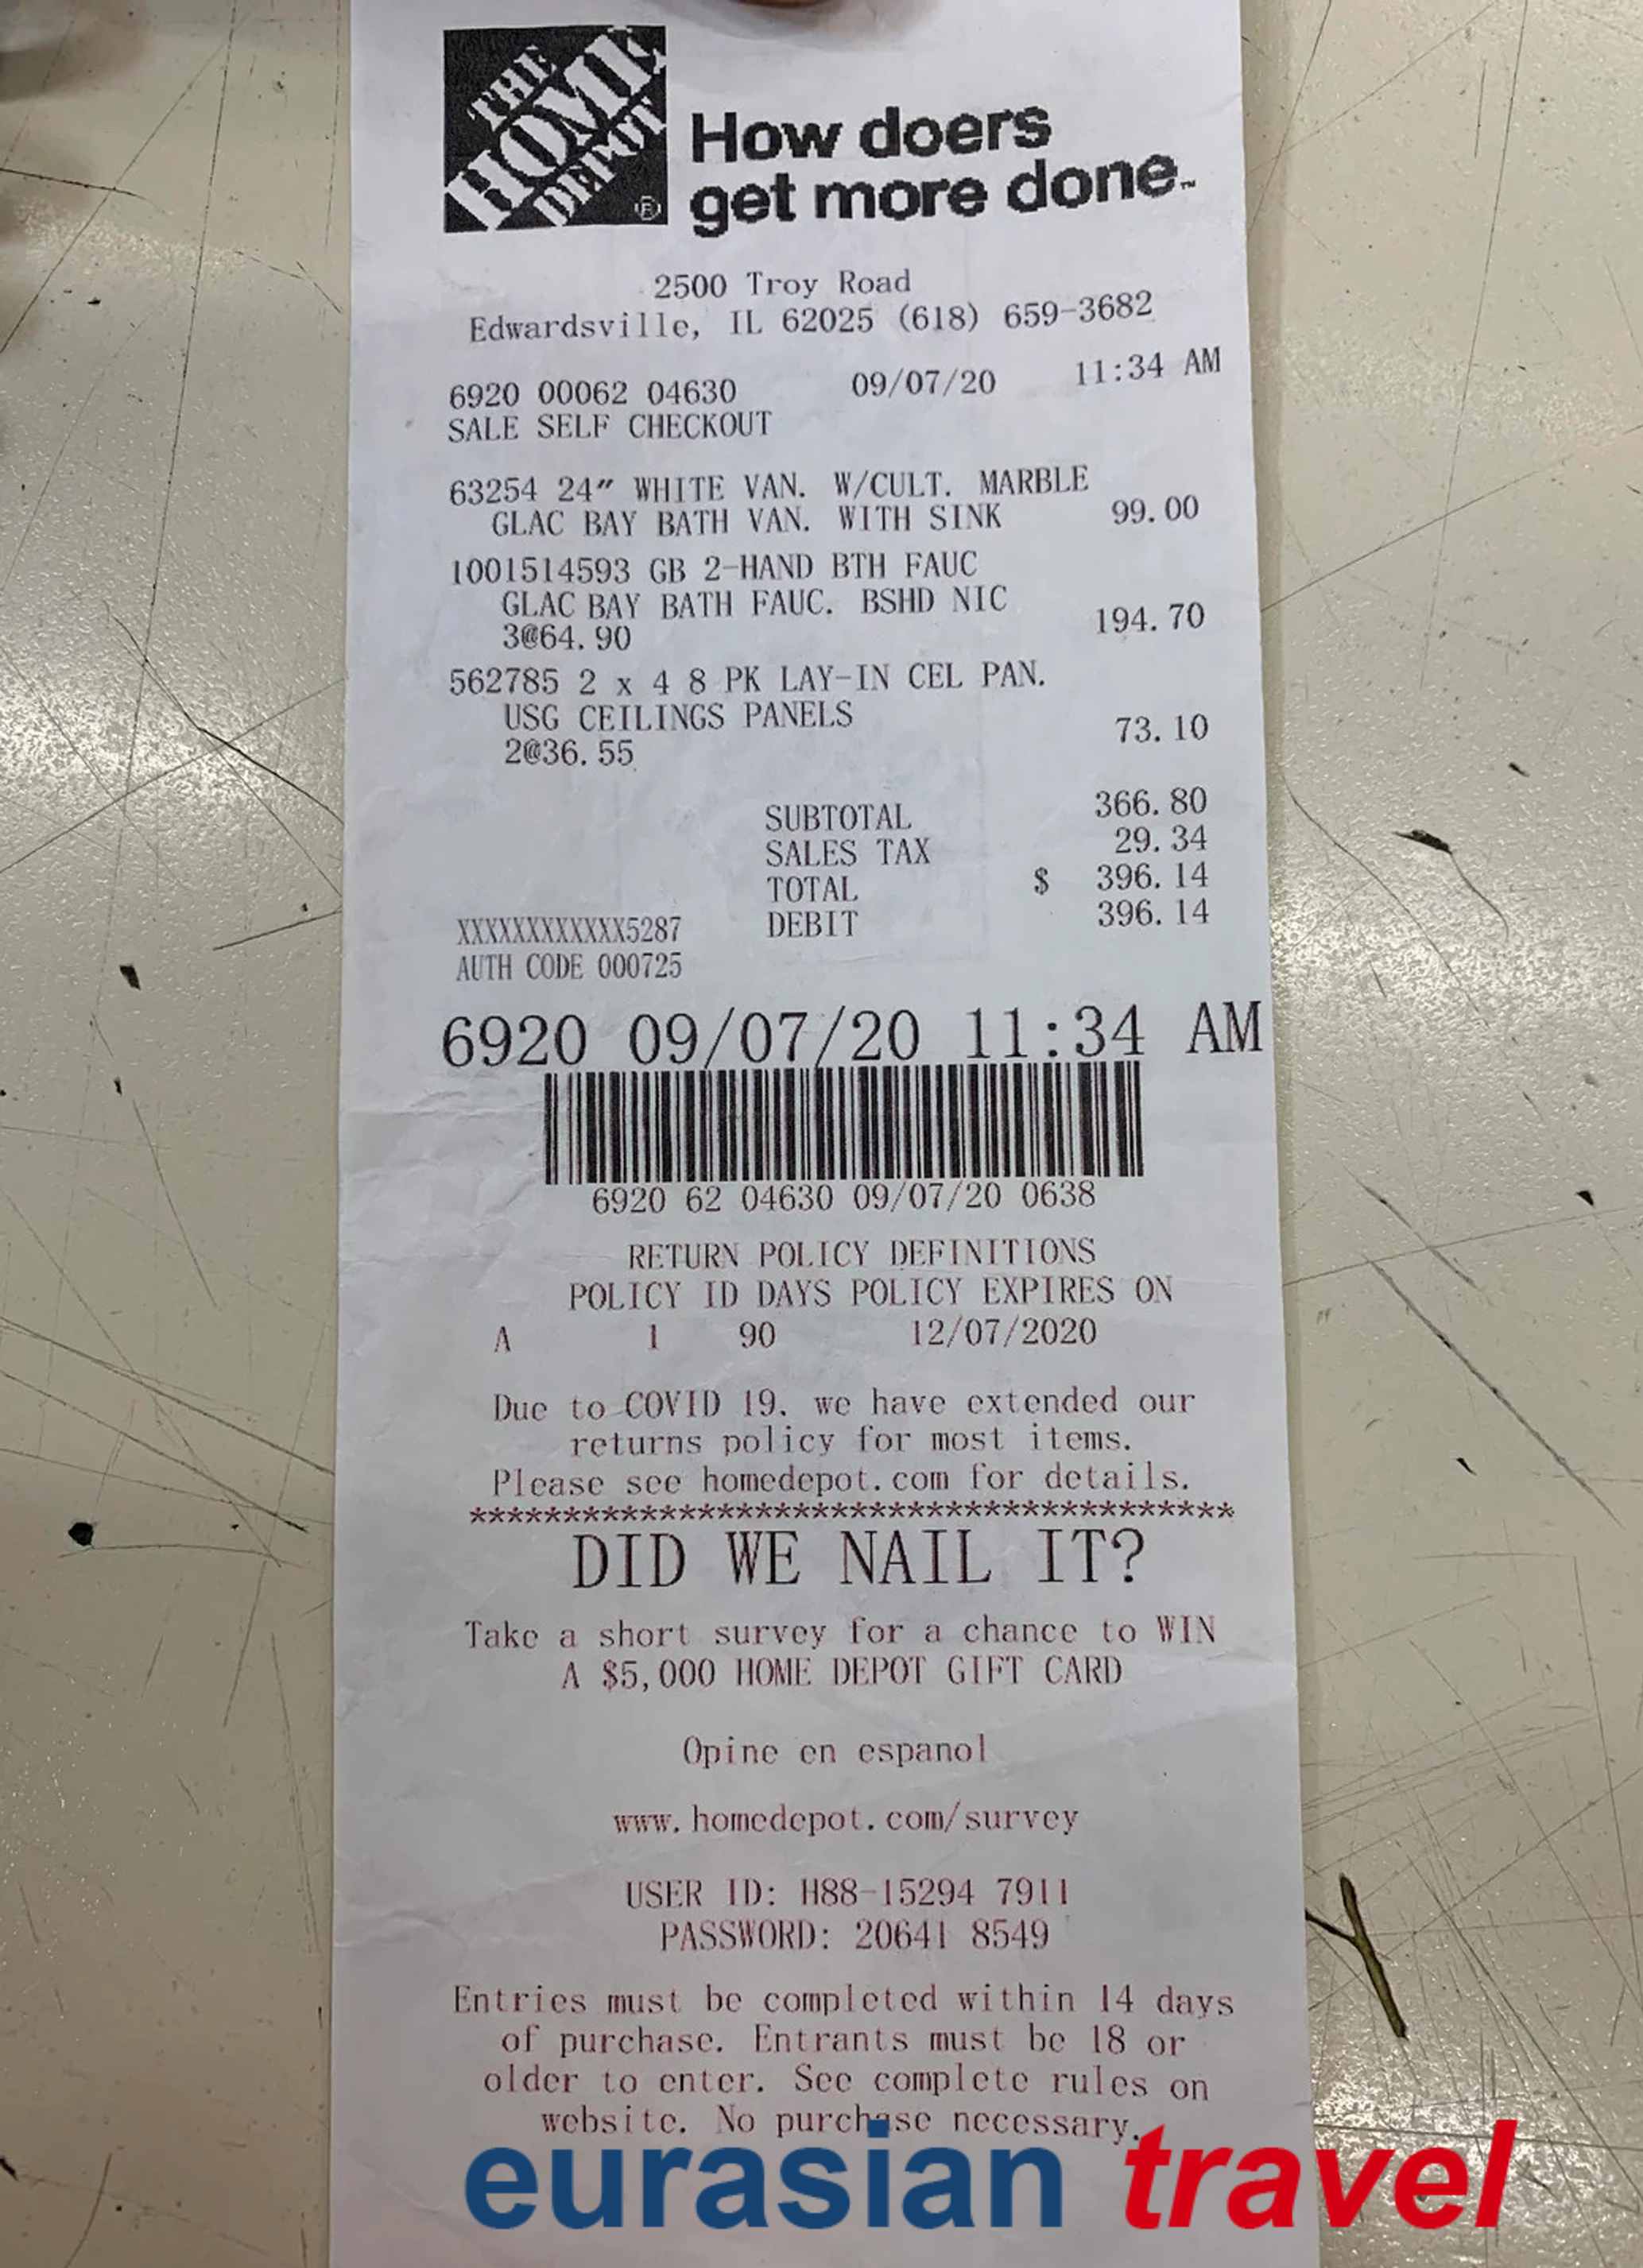 THE
HOME
DEPOT
®
How doers
get more done.™
2500 Troy Road
Edwardsville, IL 62025 (618) 659-3682
6920 00062 04630 09/07/20 11:34 AM
SALE SELF CHECKOUT
63254 24" WHITE VAN. W/CULT. MARBLE
GLAC BAY BATH VAN. WITH SINK 99.00
1001514593 GB 2-HAND BTH FAUC
GLAC BAY BATH FAUC. BSHD NIC
3@64.90 194.70
562785 2 x 4 8 PK LAY-IN CEL PAN.
USG CEILINGS PANELS
2@36.55 73.10
SUBTOTAL 366.80
SALES TAX 29.34
TOTAL $ 396.14
XXXXXXXXXXXX5287 DEBIT 396.14
AUTH CODE 000725
6920 09/07/20 11:34 AM
6920 62 04630 09/07/20 0638
RETURN POLICY DEFINITIONS
POLICY ID DAYS POLICY EXPIRES ON
A 1 90 12/07/2020
Due to COVID 19. we have extended our
returns policy for most items.
Please see homedepot.com for details.
****************************************
DID WE NAIL IT?
Take a short survey for a chance to WIN
A $5,000 HOME DEPOT GIFT CARD
Opine en espanol
www.homedepot.com/survey
USER ID: H88-15294 7911
PASSWORD: 20641 8549
Entries must be completed within 14 days
of purchase. Entrants must be 18 or
older to enter. See complete rules on
website. No purchase necessary.
eurasian travel